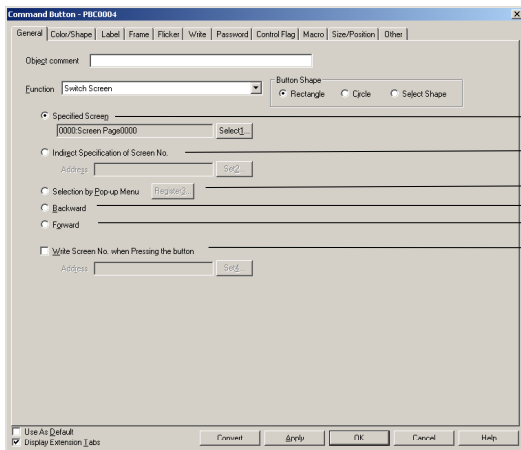 Command Button - PBC0004
General Color/Shape Label Frame Flicker Write Password Control Flag Macro Size/Position Other
Object comment
Function Switch Screen
Button Shape
Rectangle Circle Select Shape
Specified Screen
0000:Screen Page0000 Select1...
Indirect Specification of Screen No.
Address Set2...
Selection by Pop-up Menu Register3...
Backward
Forward
Write Screen No. when Pressing the button
Address Set4...
Use As Default
Display Extension Tabs
Convert Apply OK Cancel Help